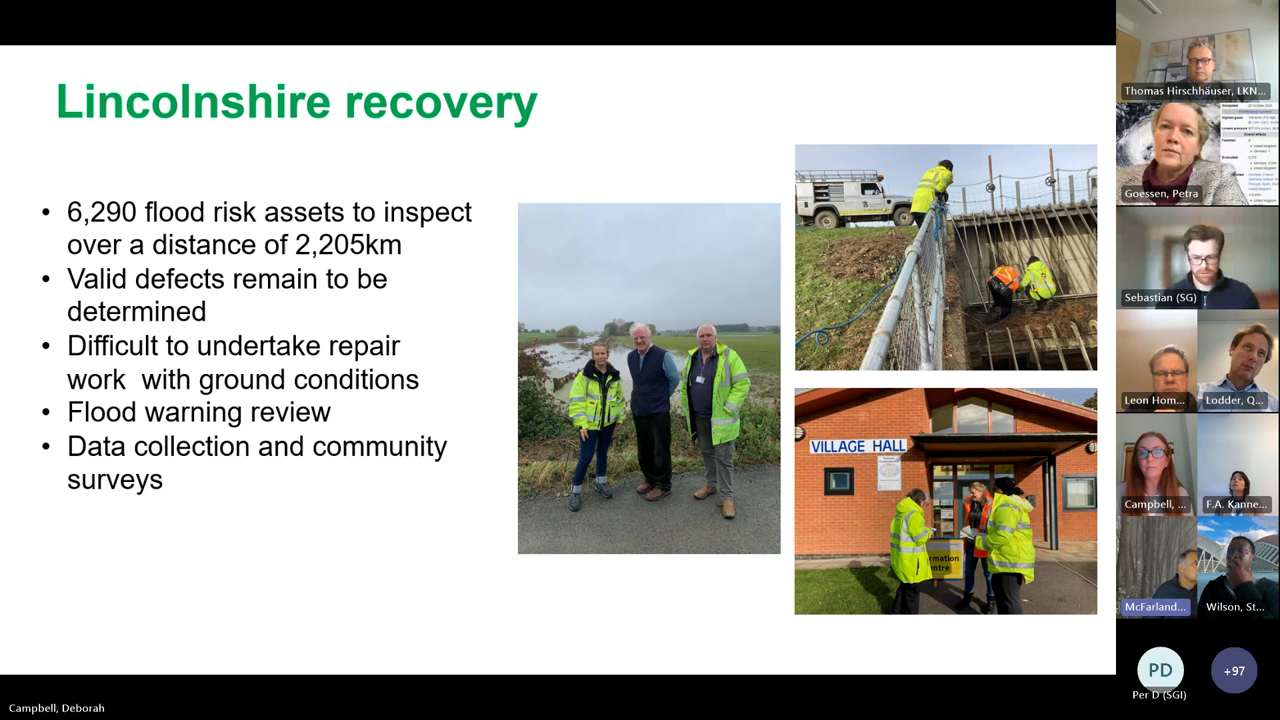 Lincolnshire recovery
• 6,290 flood risk assets to inspect
over a distance of 2,205km
• Valid defects remain to be
determined
• Difficult to undertake repair
work with ground conditions
• Flood warning review
• Data collection and community
surveys
VILLAGE HALL
rmation
entre
Thomas Hirschhäuser, LKN...
Goessen, Petra
Sebastian (SG)
Leon Hom...
Lodder, Q...
Campbell, ...
F.A. Kanne...
McFarland...
Wilson, St...
PD
+97
Per D (SGI)
Campbell, Deborah